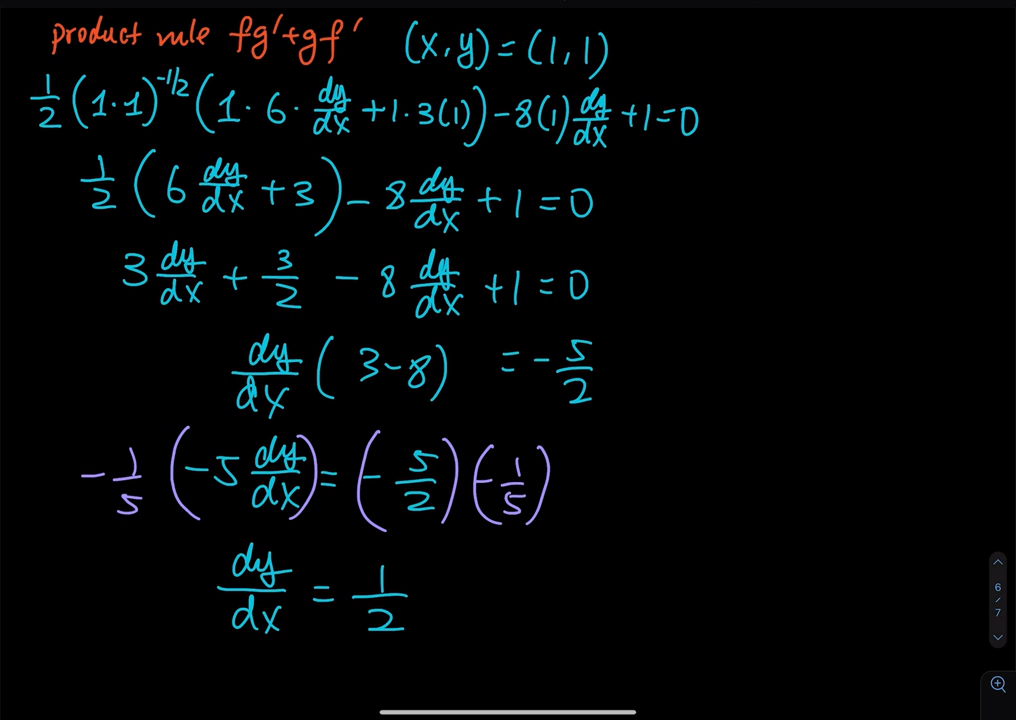 product rule fg'+gf' (x,y)=(1,1)
1/2 (1·1)^-1/2 (1·6·dy/dx+1·3(1))-8(1)dy/dx+1=0
1/2 (6 dy/dx +3)-8 dy/dx +1=0
3 dy/dx + 3/2 - 8 dy/dx +1=0
dy/dx (3-8) = -5/2
-1/5 (-5 dy/dx)=(-5/2)(-1/5)
dy/dx = 1/2
6
/
7